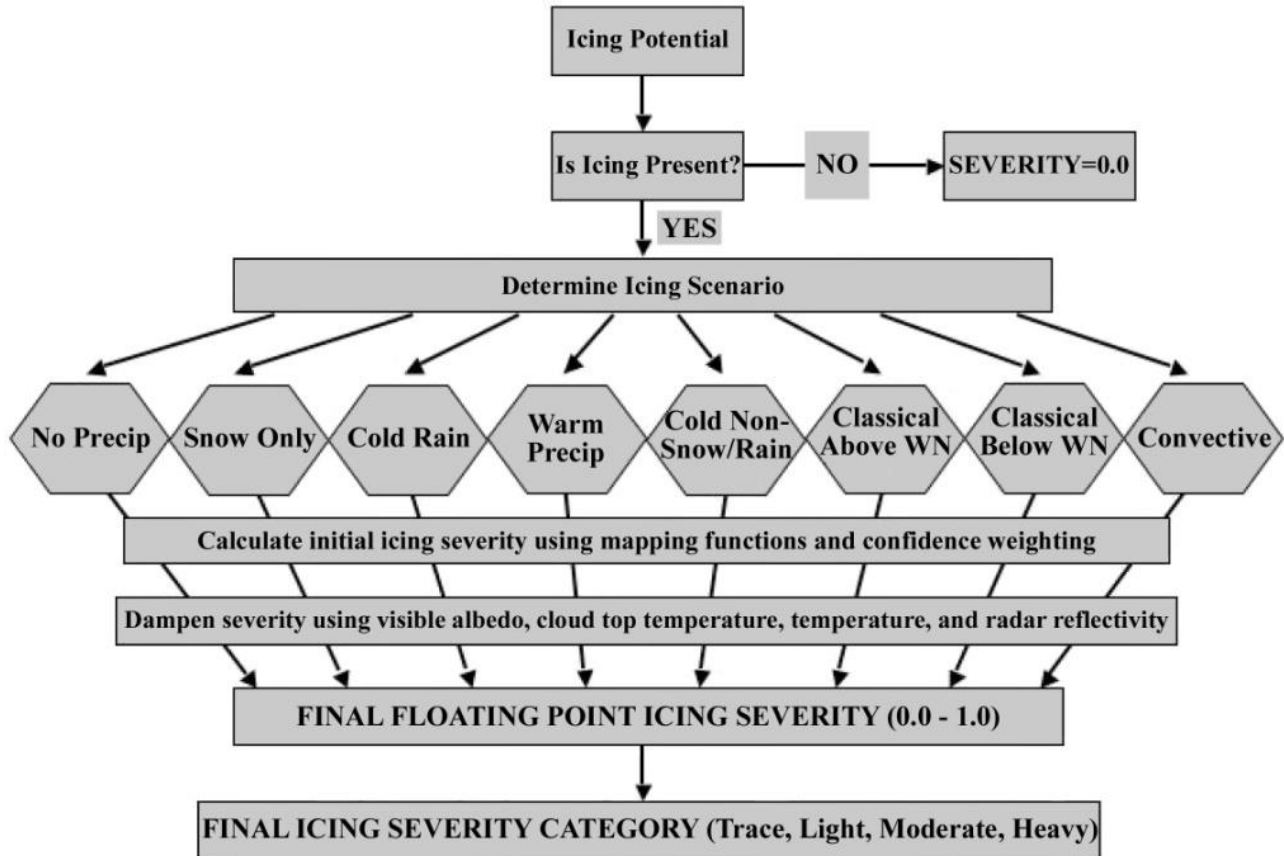 Icing Potential
Is Icing Present?
NO
SEVERITY=0.0
YES
Determine Icing Scenario
No Precip
Snow Only
Cold Rain
Warm
Precip
Cold Non-
Snow/Rain
Classical
Above WN
Classical
Below WN
Convective
Calculate initial icing severity using mapping functions and confidence weighting
Dampen severity using visible albedo, cloud top temperature, temperature, and radar reflectivity
FINAL FLOATING POINT ICING SEVERITY (0.0 - 1.0)
FINAL ICING SEVERITY CATEGORY (Trace, Light, Moderate, Heavy)